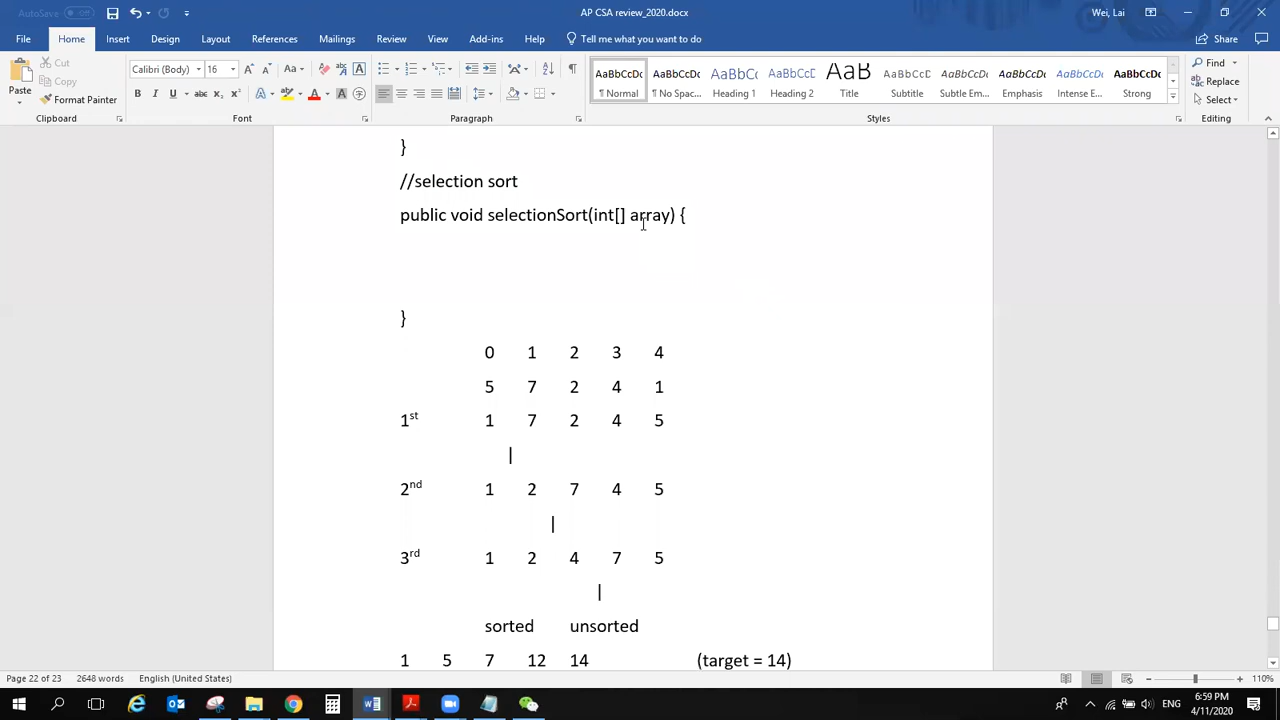 AutoSave Off AP CSA review_2020.docx Wei, Lai
File Home Insert Design Layout References Mailings Review View Add-ins Help Tell me what you want to do Share
Paste Cut Copy Format Painter
Calibri (Body) 16
AaBbCcDc AaBbCcDc AaBbCcDc AaBbCcDc AaB AaBbCcDc AaBbCcDc AaBbCcDc AaBbCcDc AaBbCcDc
¶ Normal ¶ No Spac... Heading 1 Heading 2 Title Subtitle Subtle Em... Emphasis Intense E... Strong
Find Replace Select
Clipboard Font Paragraph Styles Editing
}
//selection sort
public void selectionSort(int[] array) {
}
0 1 2 3 4
5 7 2 4 1
1st 1 7 2 4 5
|
2nd 1 2 7 4 5
|
3rd 1 2 4 7 5
|
sorted unsorted
1 5 7 12 14 (target = 14)
Page 22 of 23 2648 words English (United States) 110%
ENG 6:59 PM
4/11/2020